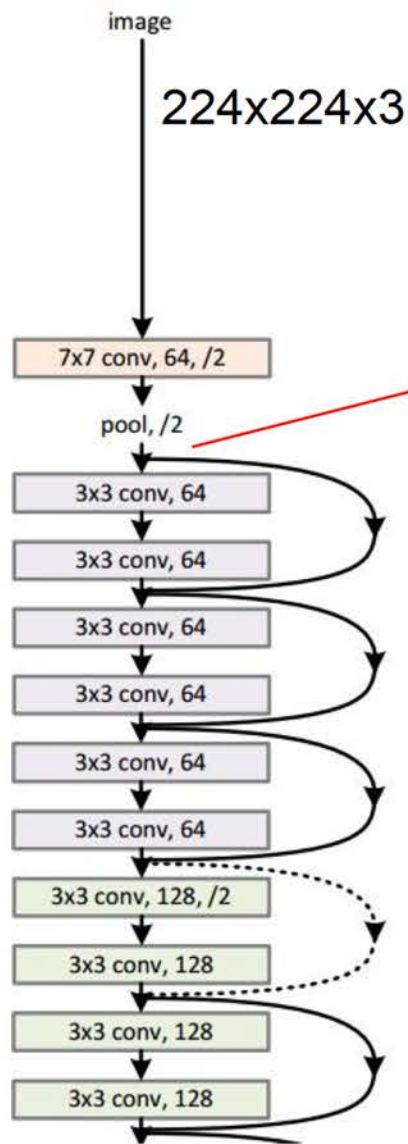 image
224x224x3
7x7 conv, 64, /2
pool, /2
3x3 conv, 64
3x3 conv, 64
3x3 conv, 64
3x3 conv, 64
3x3 conv, 64
3x3 conv, 64
3x3 conv, 128, /2
3x3 conv, 128
3x3 conv, 128
3x3 conv, 128